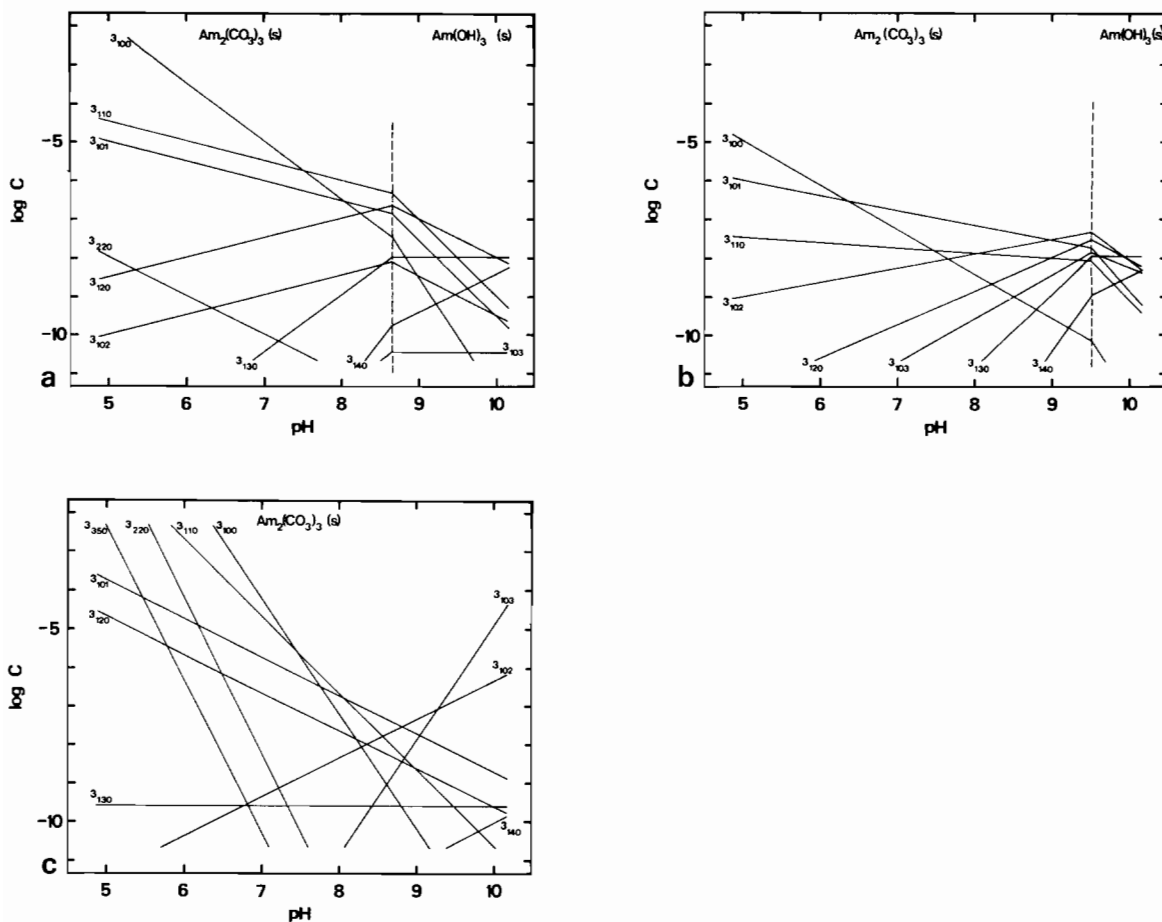 Am₂(CO₃)₃ (s) Am(OH)₃ (s)
3₁₀₀
3₁₁₀
3₁₀₁
3₂₂₀
3₁₂₀
3₁₀₂
3₁₃₀
3₁₄₀
3₁₀₃
-5
-10
log C
a
5 6 7 8 9 10
pH
Am₂(CO₃)₃ (s) Am(OH)₃(s)
3₁₀₀
3₁₀₁
3₁₁₀
3₁₀₂
3₁₂₀
3₁₀₃
3₁₃₀
3₁₄₀
-5
-10
log C
b
5 6 7 8 9 10
pH
3₃₅₀ 3₂₂₀ 3₁₁₀ 3₁₀₀ Am₂(CO₃)₃ (s)
3₁₀₁
3₁₂₀
3₁₀₃
3₁₀₂
3₁₃₀
3₁₄₀
-5
-10
log C
c
5 6 7 8 9 10
pH